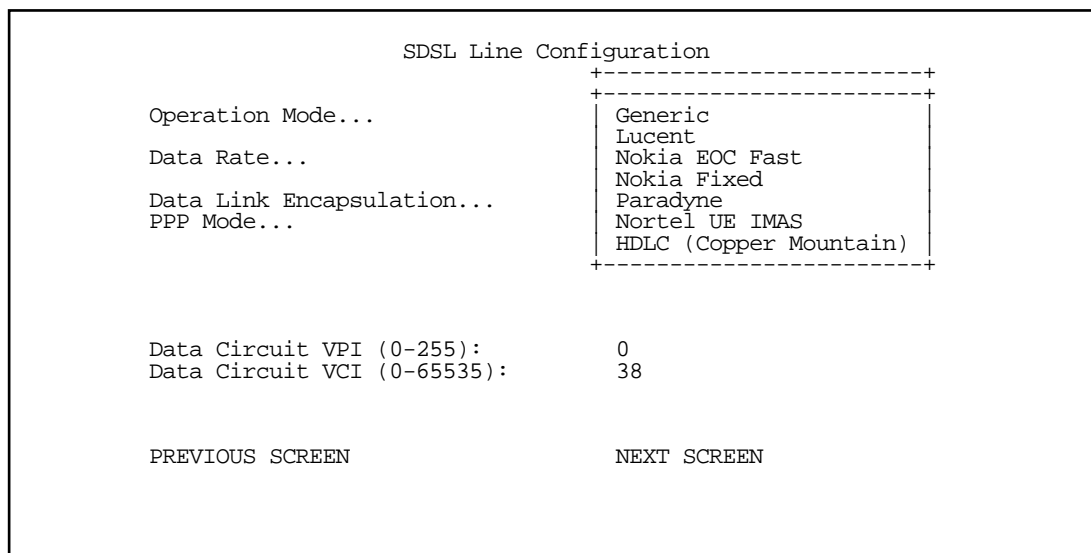 SDSL Line Configuration
+------------------------+
+------------------------+
Operation Mode... | Generic |
| Lucent |
Data Rate... | Nokia EOC Fast |
| Nokia Fixed |
Data Link Encapsulation... | Paradyne |
PPP Mode... | Nortel UE IMAS |
| HDLC (Copper Mountain) |
+------------------------+
Data Circuit VPI (0-255): 0
Data Circuit VCI (0-65535): 38
PREVIOUS SCREEN NEXT SCREEN